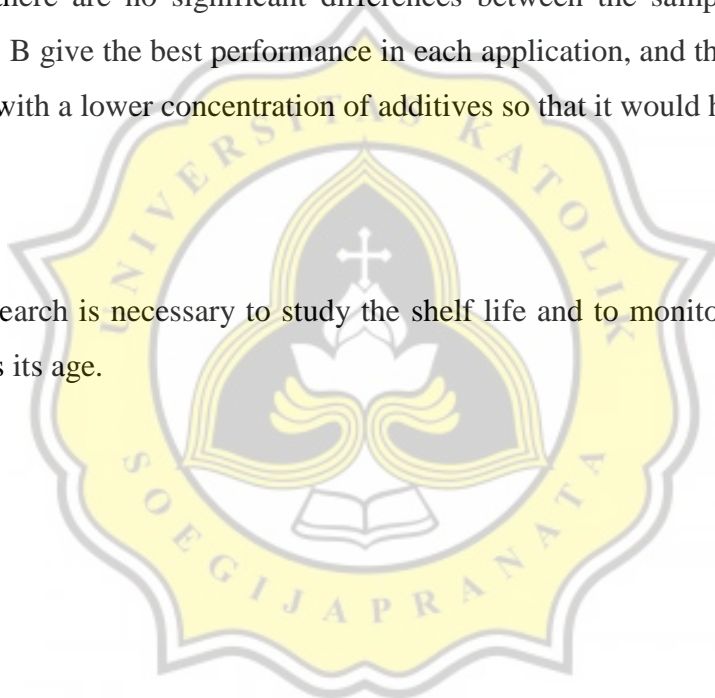 there are no significant differences between the samp
B give the best performance in each application, and th
with a lower concentration of additives so that it would h
earch is necessary to study the shelf life and to monito
s its age.
UNIVERSITAS KATOLIK
SOEGIJAPRANATA